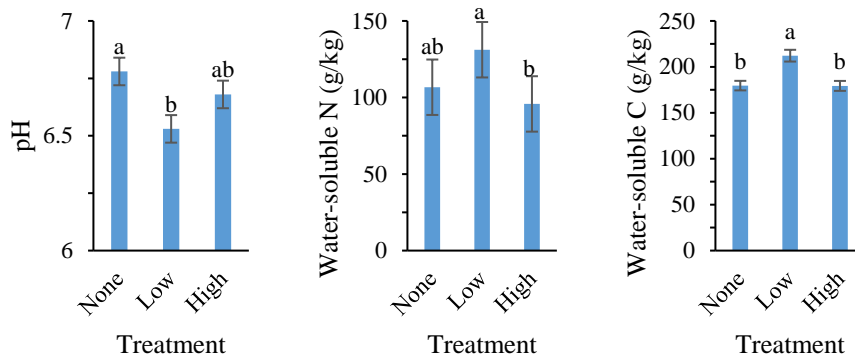 pH
7
6.5
6
a
b
ab
None
Low
High
Treatment
Water-soluble N (g/kg)
150
100
50
0
ab
a
b
None
Low
High
Treatment
Water-soluble C (g/kg)
250
200
150
100
50
0
b
a
b
None
Low
High
Treatment